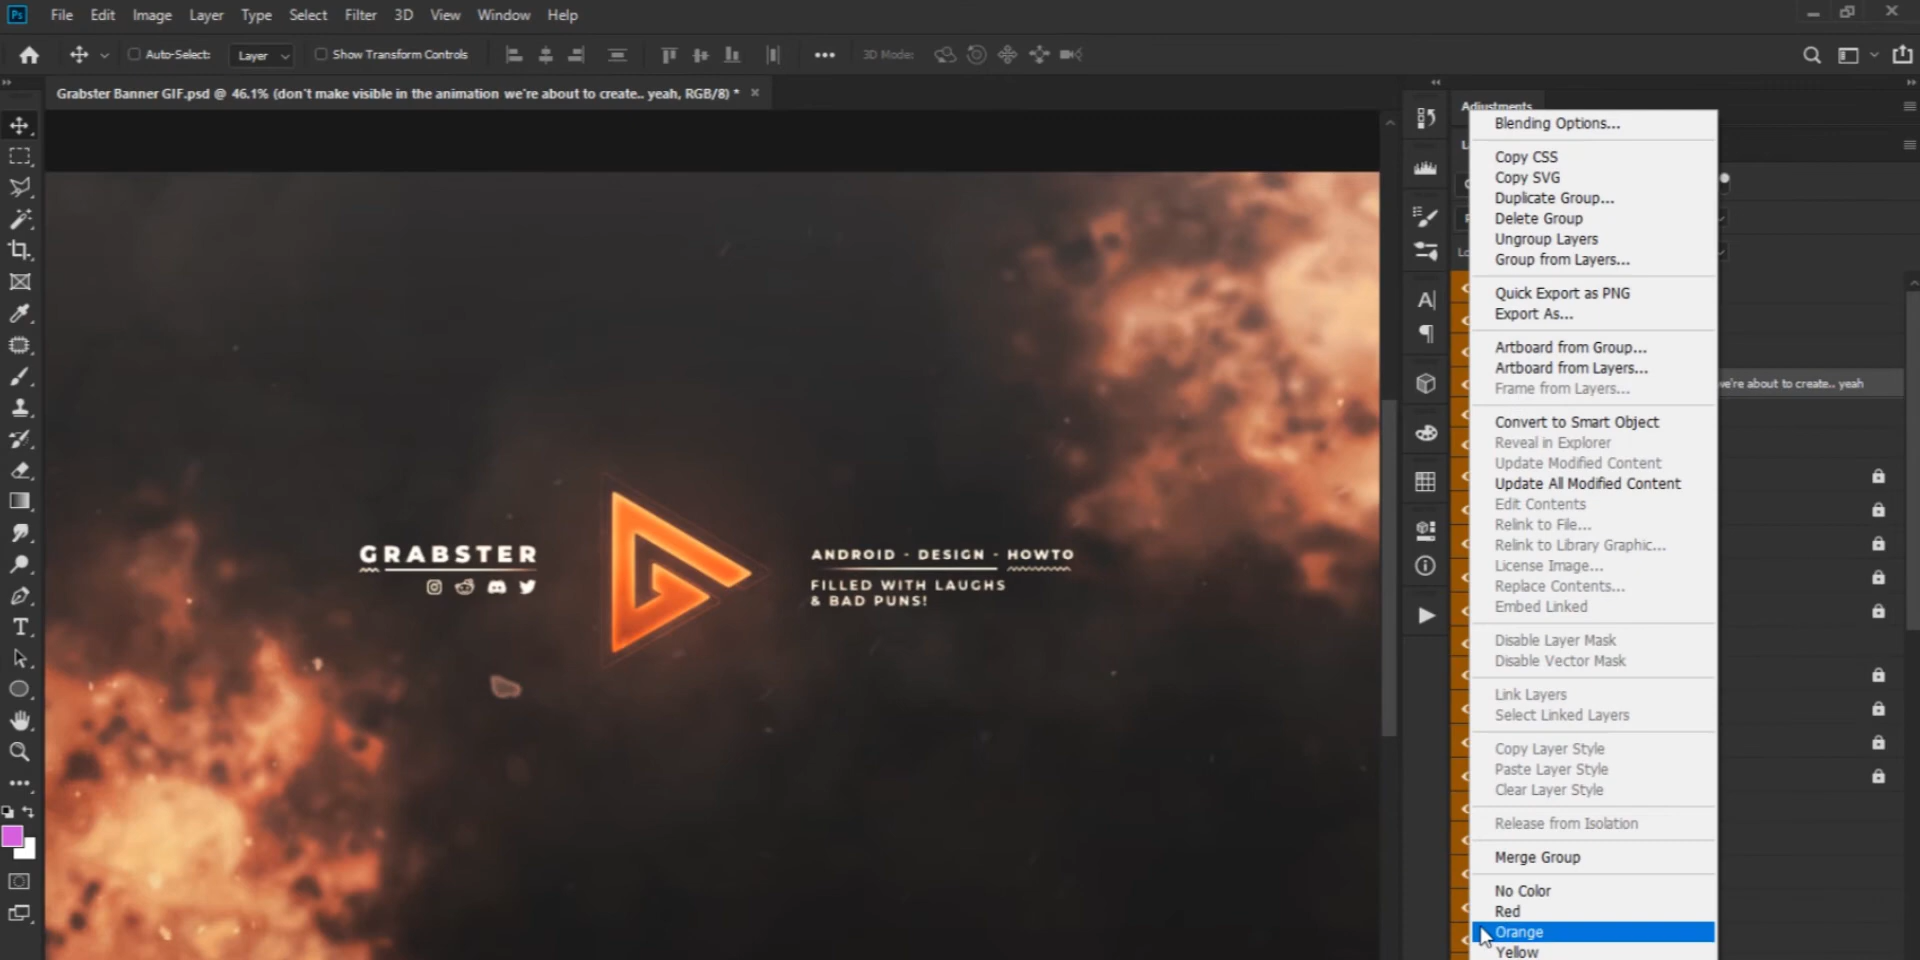 Ps File Edit Image Layer Type Select Filter 3D View Window Help
Auto-Select: Layer Show Transform Controls 3D Mode:
Grabster Banner GIF.psd @ 46.1% (don't make visible in the animation we're about to create.. yeah, RGB/8) *
Adjustments
Blending Options...
Copy CSS
Copy SVG
Duplicate Group...
Delete Group
Ungroup Layers
Group from Layers...
Quick Export as PNG
Export As...
Artboard from Group...
Artboard from Layers...
Frame from Layers...
we're about to create.. yeah
Convert to Smart Object
Reveal in Explorer
Update Modified Content
Update All Modified Content
Edit Contents
Relink to File...
Relink to Library Graphic...
License Image...
Replace Contents...
Embed Linked
Disable Layer Mask
Disable Vector Mask
Link Layers
Select Linked Layers
Copy Layer Style
Paste Layer Style
Clear Layer Style
Release from Isolation
Merge Group
No Color
Red
Orange
Yellow
GRABSTER
ANDROID - DESIGN - HOWTO
FILLED WITH LAUGHS
& BAD PUNS!